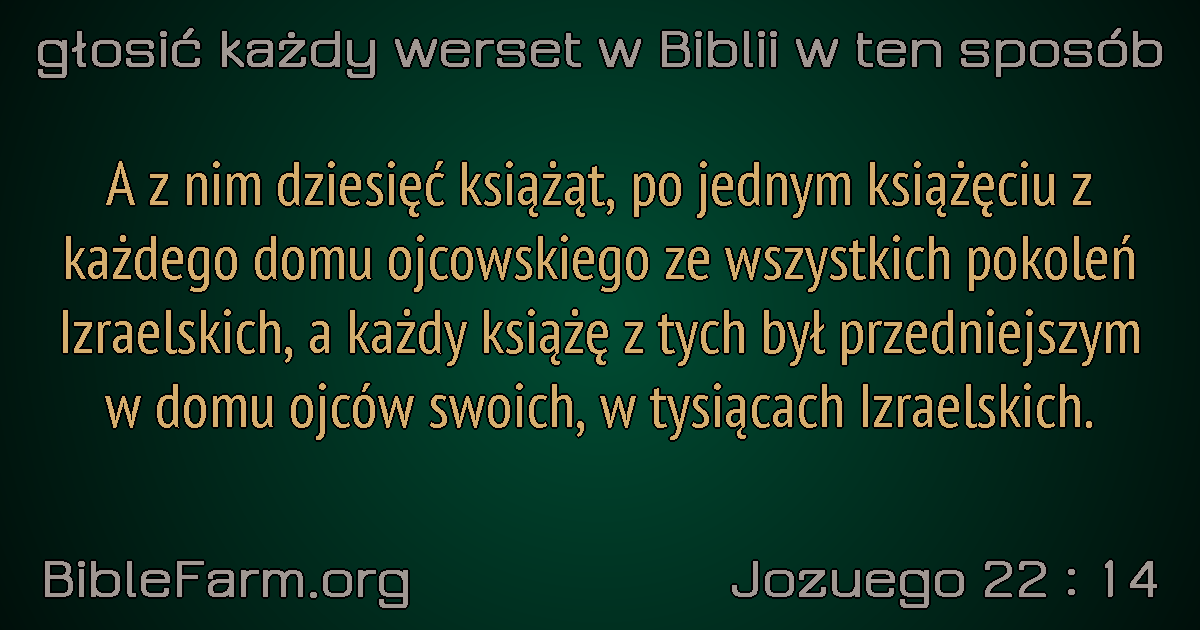 głosić każdy werset w Biblii w ten sposób
A z nim dziesięć książąt, po jednym książęciu z
każdego domu ojcowskiego ze wszystkich pokoleń
Izraelskich, a każdy książę z tych był przedniejszym
w domu ojców swoich, w tysiącach Izraelskich.
BibleFarm.org
Jozuego 22 : 14